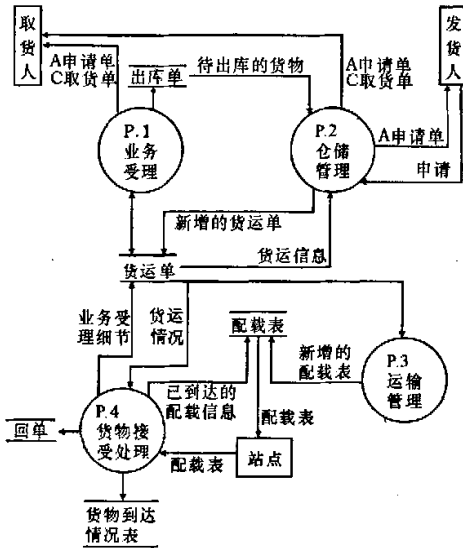 取货人
发货人
A申请单
C取货单
出库单
待出库的货物
A申请单
C取货单
P.1
业务
受理
P.2
仓储
管理
A申请单
申请
新增的货运单
货运信息
货运单
业务受
理细节
货运
情况
配载表
新增的
配载表
P.3
运输
管理
P.4
货物接
受处理
已到达的
配载信息
配载表
回单
配载表
站点
货物到达
情况表